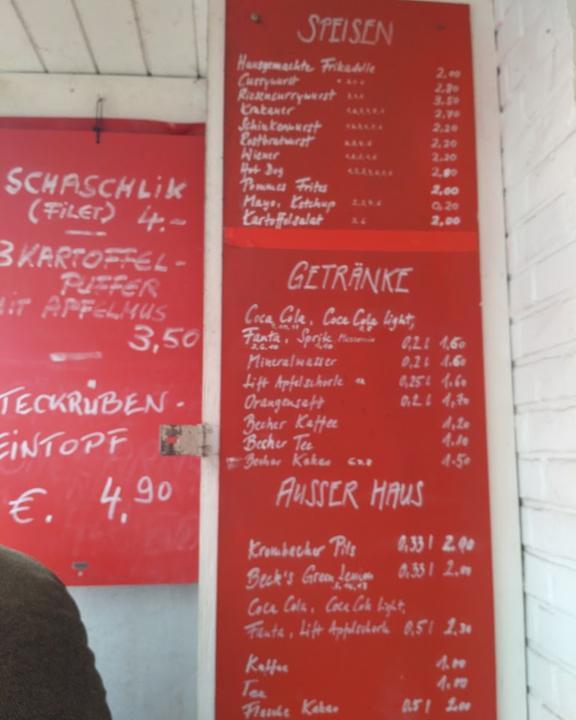 SCHASCHLIK
(FILET) 4.-
3 KARTOFFEL-
PUFFER
MIT APFELMUS
3,50
TECKRÜBEN-
EINTOPF
€. 4,90
SPEISEN
Hausgemachte Frikadelle 2,00
Currywurst 2,80
Riesencurrywurst 3,50
Krakauer 2,70
Schinkenwurst 2,20
Rostbratwurst 2,20
Wiener 2,20
Hot Dog
Pommes Frites 2,00
Mayo, Ketchup 0,20
Kartoffelsalat 2,00
GETRÄNKE
Coca Cola, Coca Cola Light,
Fanta, Sprite 0,2 l 1,60
Mineralwasser 0,2 l 1.60
Lift Apfelschorle 0,25 l 1.60
Orangensaft 0,2 l 1,70
Becher Kaffee 1,20
Becher Tee 1.10
Becher Kakao 1.50
AUSSER HAUS
Krombacher Pils 0,33 l
Beck's Green Lemon 0,33 l 2,00
Coca Cola, Coca Cola Light,
Fanta, Lift Apfelschorle 0,5 l 2,30
Kaffee 1.00
Tee 1.00
Flasche Kakao 0,5 l 2.00